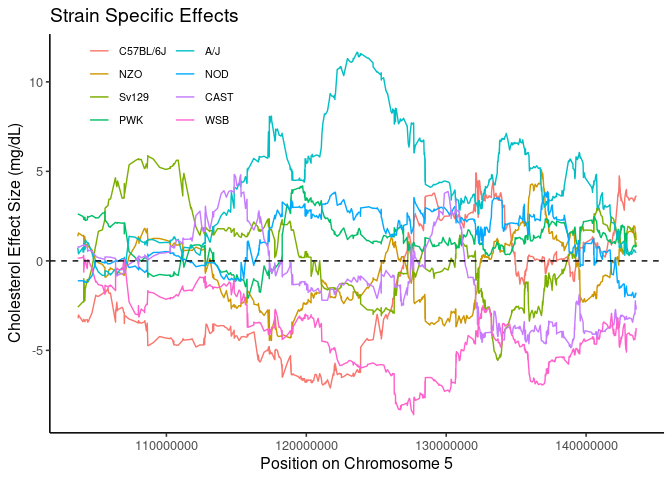 Strain Specific Effects
C57BL/6J A/J
NZO NOD
Sv129 CAST
PWK WSB
Cholesterol Effect Size (mg/dL)
10
5
0
-5
110000000 120000000 130000000 140000000
Position on Chromosome 5